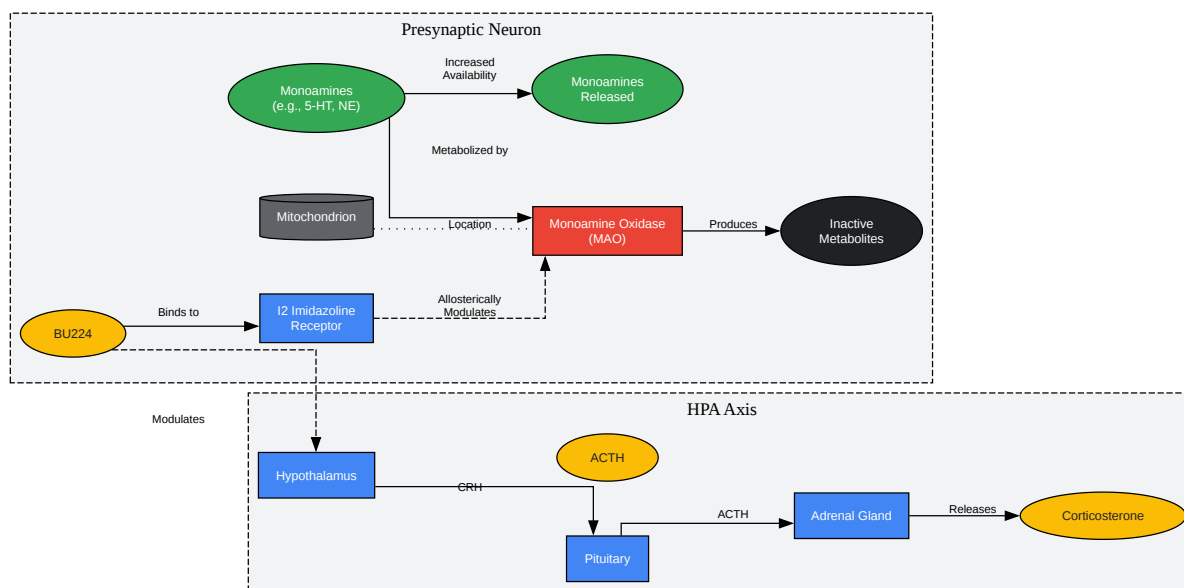 Presynaptic Neuron
Increased
Availability
Monoamines
(e.g., 5-HT, NE)
Monoamines
Released
Metabolized by
Mitochondrion
Location
Monoamine Oxidase
(MAO)
Produces
Inactive
Metabolites
BU224
Binds to
I2 Imidazoline
Receptor
Allosterically
Modulates
Modulates
HPA Axis
ACTH
Hypothalamus
CRH
Pituitary
ACTH
Adrenal Gland
Releases
Corticosterone